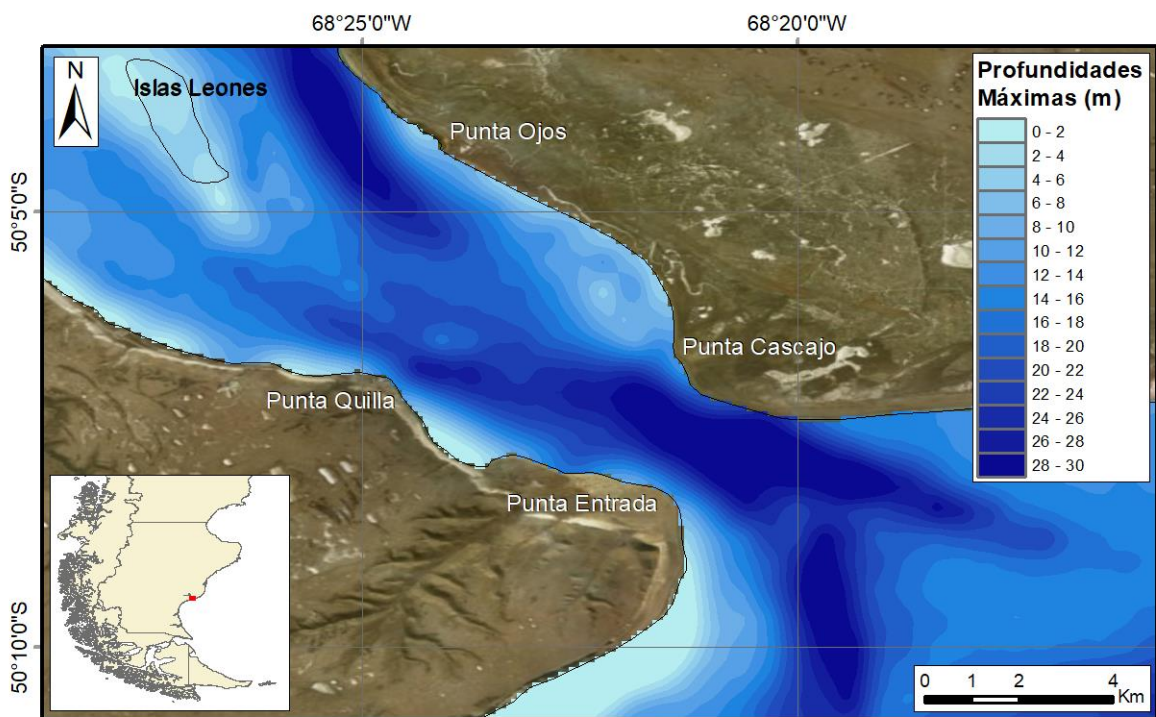 68°25'0"W
68°20'0"W
N
Islas Leones
Punta Ojos
50°5'0"S
Punta Cascajo
Punta Quilla
Punta Entrada
50°10'0"S
Profundidades
Máximas (m)
0 - 2
2 - 4
4 - 6
6 - 8
8 - 10
10 - 12
12 - 14
14 - 16
16 - 18
18 - 20
20 - 22
22 - 24
24 - 26
26 - 28
28 - 30
0 1 2 4
Km